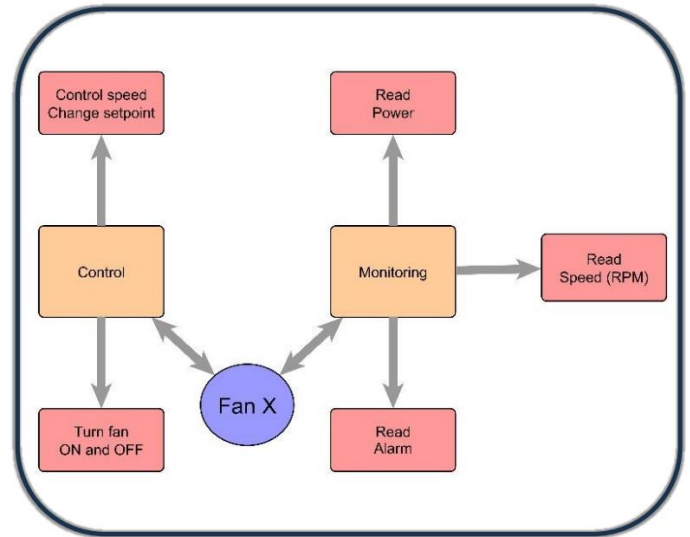 Control speed
Change setpoint
Read
Power
Control
Monitoring
Read
Speed (RPM)
Fan X
Turn fan
ON and OFF
Read
Alarm